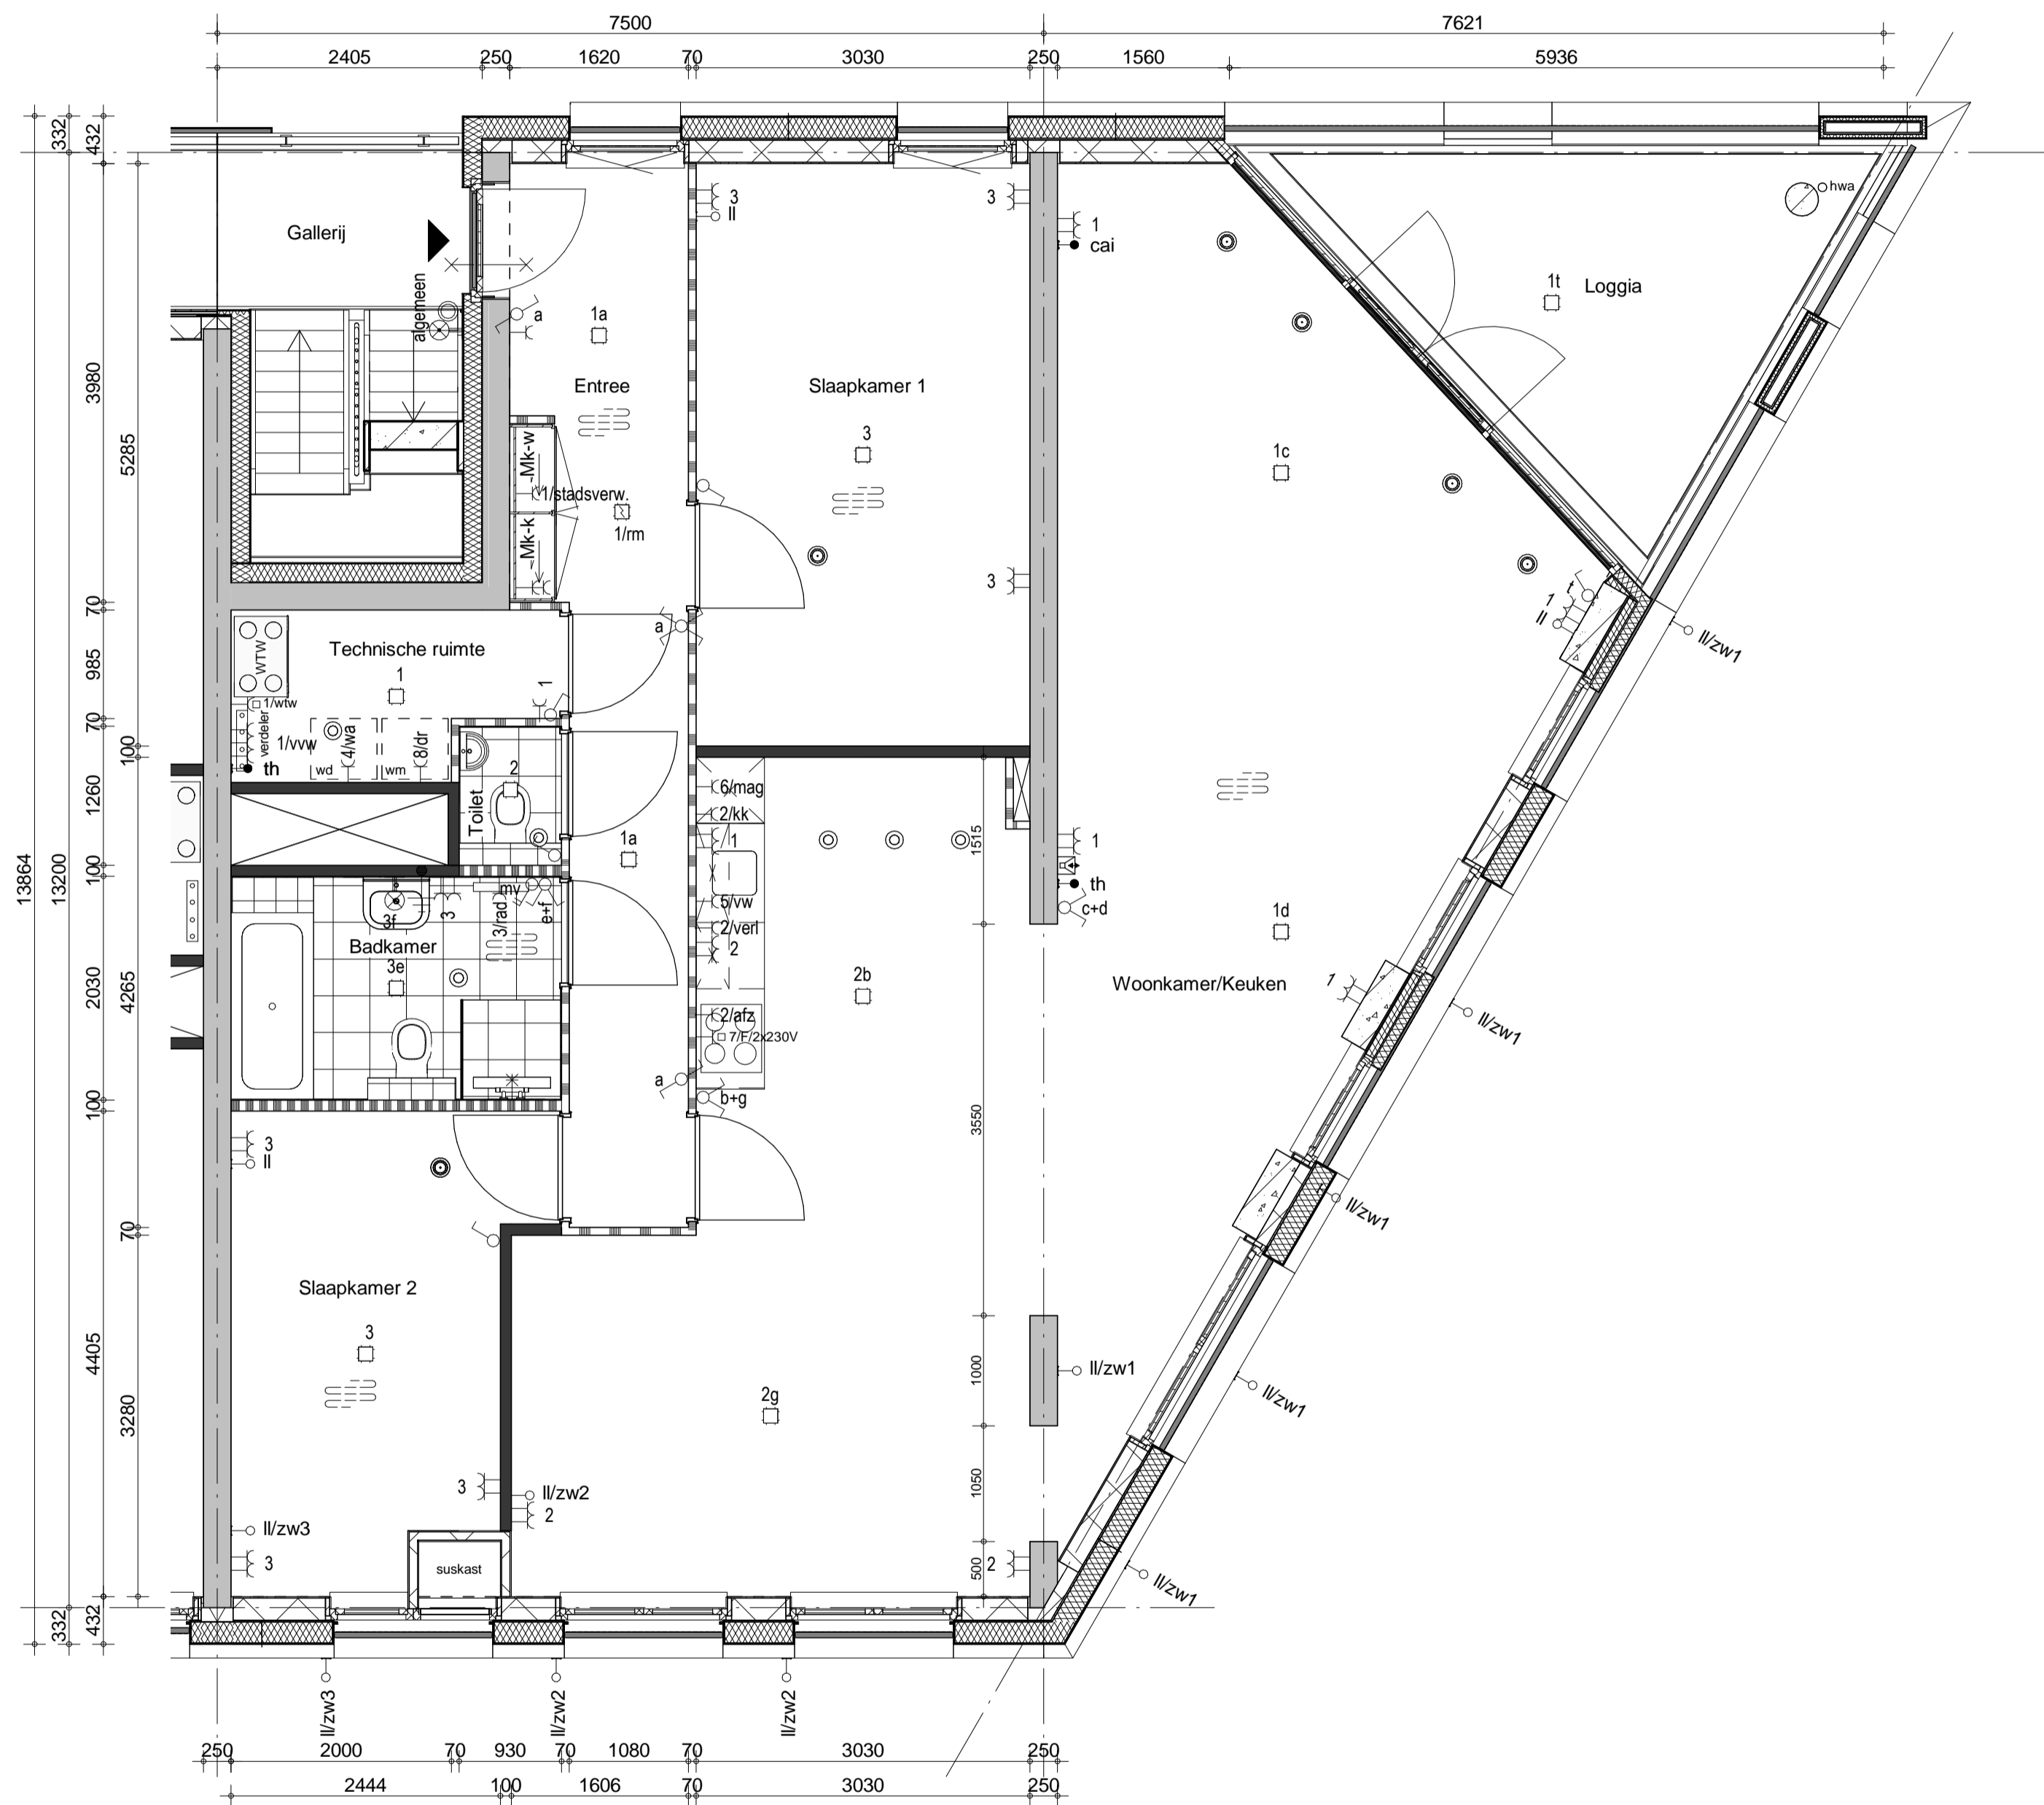 7500
7621
2405
250
1620
70
3030
250
1560
5936
332
432
Gallerij
algemeen
a
1a
Entree
3
ll
3
Slaapkamer 1
3
3
1
cai
hwa
1t
Loggia
1c
3980
5285
Mk-w
1/stadsverw.
1/rm
Mk-k
70
985
70
100
1260
100
2030
4265
100
70
4405
3280
332
432
13864
13200
Technische ruimte
WTW
1
1
a
1/wtw
verdeler
1/vvw
th
wd
4/wa
wm
8/dr
2
Toilet
1a
6/mag
2/kk
1
5/vw
2/verl
2
2/afz
7/F/2x230V
a
b+g
2b
1515
1
th
c+d
1d
Woonkamer/Keuken
t
1
ll
ll/zw1
1
ll/zw1
ll/zw1
ll/zw1
ll/zw1
3f
3
mv
3/rad
e+f
Badkamer
3e
3
ll
Slaapkamer 2
3
3
ll/zw3
3
suskast
ll/zw2
2
2g
3550
1000
1050
500
ll/zw1
2
ll/zw3
ll/zw2
ll/zw2
250
2000
70
930
70
1080
70
3030
250
2444
100
1606
70
3030
250